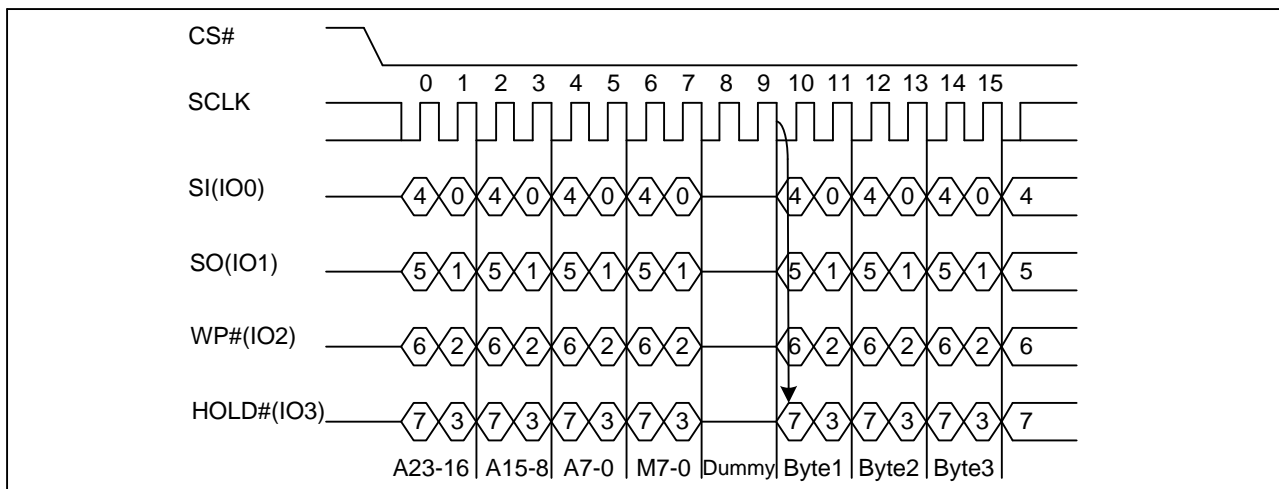 CS#
0 1 2 3 4 5 6 7 8 9 10 11 12 13 14 15
SCLK
SI(IO0) 4 0 4 0 4 0 4 0 4 0 4 0 4 0 4
SO(IO1) 5 1 5 1 5 1 5 1 5 1 5 1 5 1 5
WP#(IO2) 6 2 6 2 6 2 6 2 6 2 6 2 6 2 6
HOLD#(IO3) 7 3 7 3 7 3 7 3 7 3 7 3 7 3 7
A23-16 A15-8 A7-0 M7-0 Dummy Byte1 Byte2 Byte3